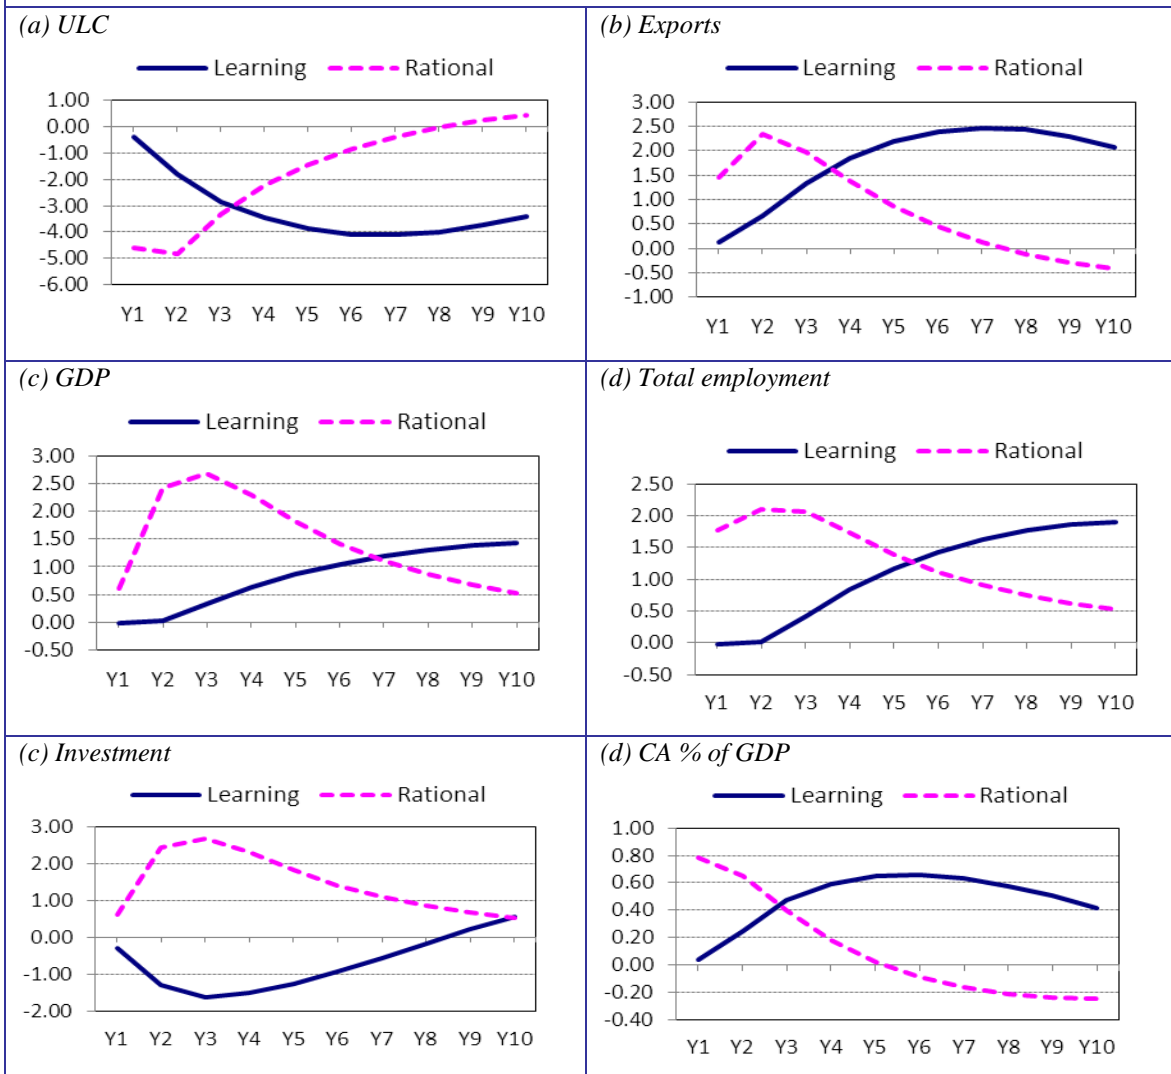 (a) ULC
Learning Rational
1.00
0.00
-1.00
-2.00
-3.00
-4.00
-5.00
-6.00
Y1 Y2 Y3 Y4 Y5 Y6 Y7 Y8 Y9 Y10
(b) Exports
Learning Rational
3.00
2.50
2.00
1.50
1.00
0.50
0.00
-0.50
-1.00
Y1 Y2 Y3 Y4 Y5 Y6 Y7 Y8 Y9 Y10
(c) GDP
Learning Rational
3.00
2.50
2.00
1.50
1.00
0.50
0.00
-0.50
Y1 Y2 Y3 Y4 Y5 Y6 Y7 Y8 Y9 Y10
(d) Total employment
Learning Rational
2.50
2.00
1.50
1.00
0.50
0.00
-0.50
Y1 Y2 Y3 Y4 Y5 Y6 Y7 Y8 Y9 Y10
(c) Investment
Learning Rational
3.00
2.00
1.00
0.00
-1.00
-2.00
Y1 Y2 Y3 Y4 Y5 Y6 Y7 Y8 Y9 Y10
(d) CA % of GDP
Learning Rational
1.00
0.80
0.60
0.40
0.20
0.00
-0.20
-0.40
Y1 Y2 Y3 Y4 Y5 Y6 Y7 Y8 Y9 Y10